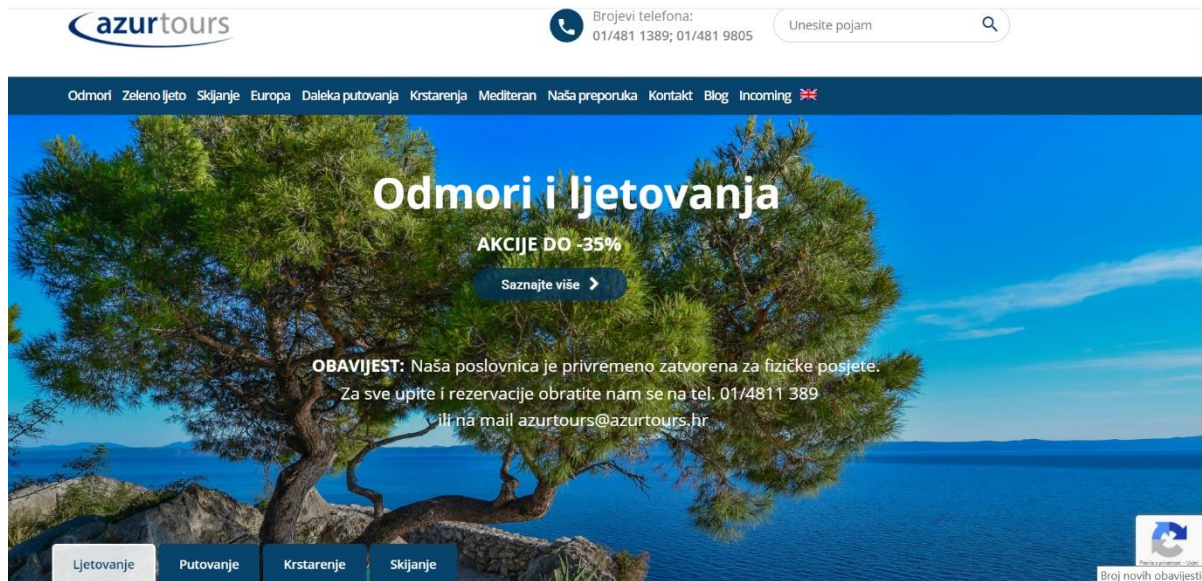 azurtours
Brojevi telefona:
01/481 1389; 01/481 9805
Unesite pojam
Odmori Zeleno ljeto Skijanje Europa Daleka putovanja Krstarenja Mediteran Naša preporuka Kontakt Blog Incoming
Odmori i ljetovanja
AKCIJE DO -35%
Saznajte više
OBAVIJEST: Naša poslovnica je privremeno zatvorena za fizičke posjete.
Za sve upite i rezervacije obratite nam se na tel. 01/4811 389
ili na mail azurtours@azurtours.hr
Ljetovanje Putovanje Krstarenje Skijanje
Broj novih obavijesti